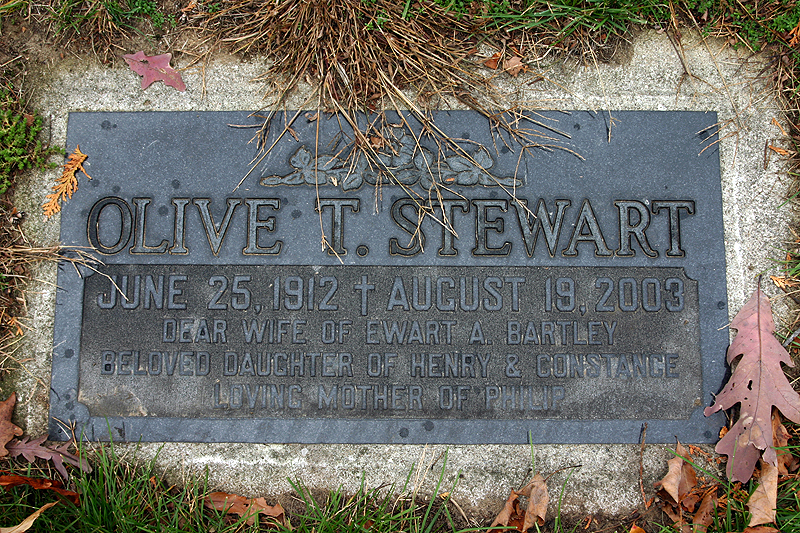 OLIVE T. STEWART
JUNE 25, 1912 † AUGUST 19, 2003
DEAR WIFE OF EWART A. BARTLEY
BELOVED DAUGHTER OF HENRY & CONSTANCE
LOVING MOTHER OF PHILIP